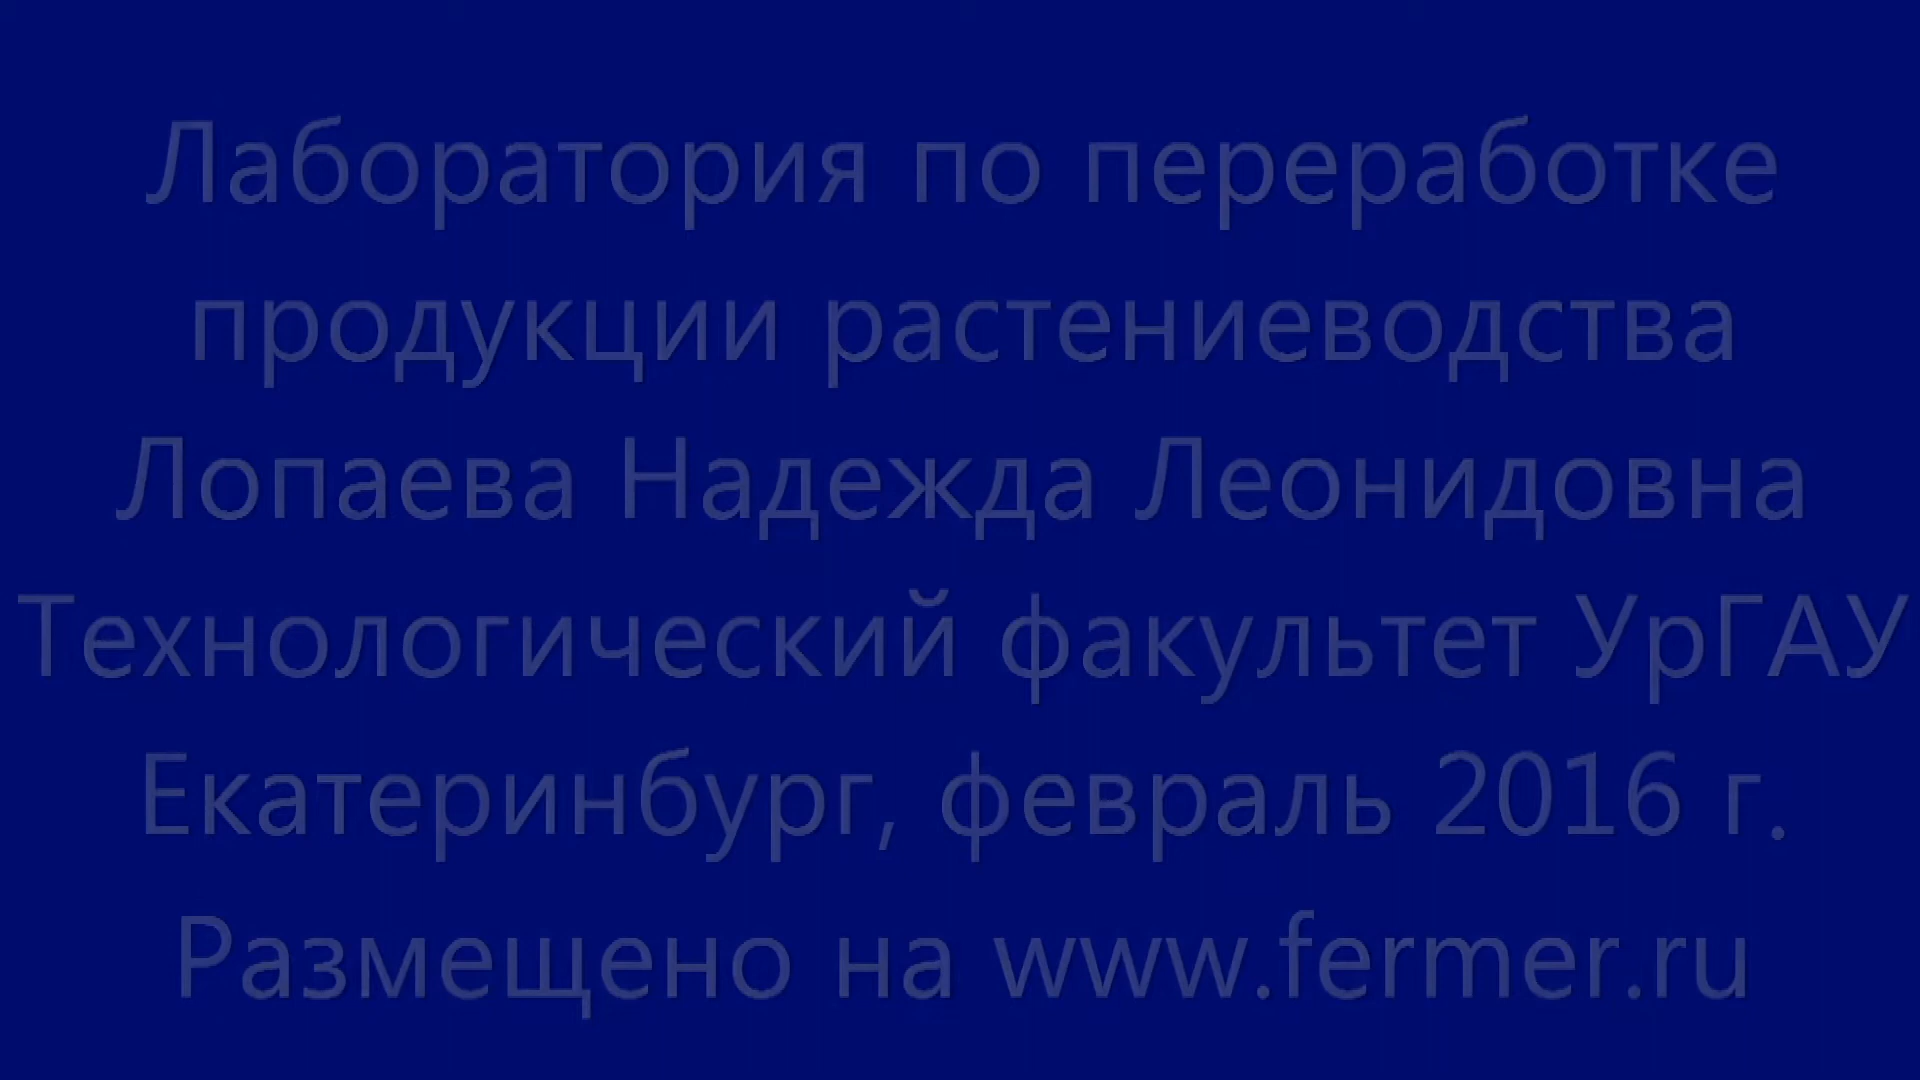 Лаборатория по переработке
продукции растениеводства
Лопаева Надежда Леонидовна
Технологический факультет УрГАУ
Екатеринбург, февраль 2016 г.
Размещено на www.fermer.ru